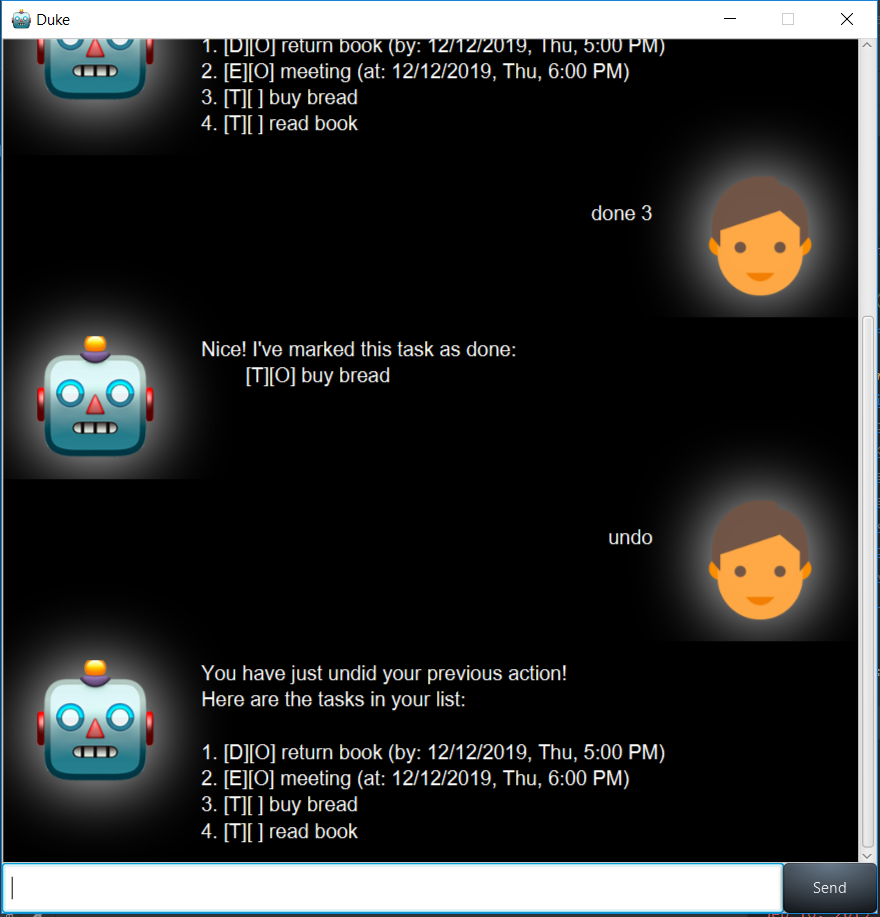 Duke
1. [D][O] return book (by: 12/12/2019, Thu, 5:00 PM)
2. [E][O] meeting (at: 12/12/2019, Thu, 6:00 PM)
3. [T][ ] buy bread
4. [T][ ] read book
done 3
Nice! I've marked this task as done:
[T][O] buy bread
undo
You have just undid your previous action!
Here are the tasks in your list:
1. [D][O] return book (by: 12/12/2019, Thu, 5:00 PM)
2. [E][O] meeting (at: 12/12/2019, Thu, 6:00 PM)
3. [T][ ] buy bread
4. [T][ ] read book
Send